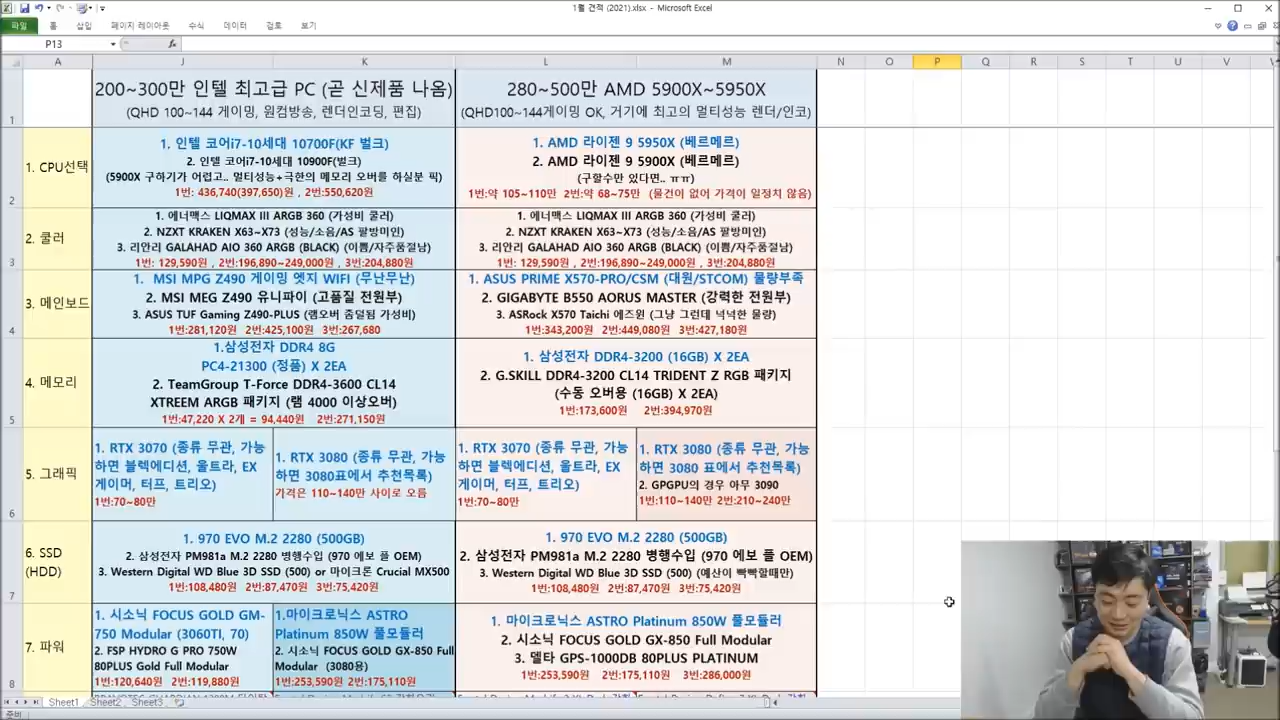 1월 견적 (2021).xlsx - Microsoft Excel
파일 홈 삽입 페이지 레이아웃 수식 데이터 검토 보기
P13 fx
A J K L M N O P Q R S T U V
1
200~300만 인텔 최고급 PC (곧 신제품 나옴)
(QHD 100~144 게이밍, 원컴방송, 렌더인코딩, 편집)
280~500만 AMD 5900X~5950X
(QHD100~144게이밍 OK, 거기에 최고의 멀티성능 렌더/인코)
2
1. CPU선택
1. 인텔 코어i7-10세대 10700F(KF 벌크)
2. 인텔 코어i7-10세대 10900F(벌크)
(5900X 구하기가 어렵고.. 멀티성능+극한의 메모리 오버를 하실분 픽)
1번: 436,740(397,650)원 , 2번:550,620원
1. AMD 라이젠 9 5950X (베르메르)
2. AMD 라이젠 9 5900X (베르메르)
(구할수만 있다면.. ㅠㅠ)
1번:약 105~110만 2번:약 68~75만 (물건이 없어 가격이 일정치 않음)
3
2. 쿨러
1. 에너맥스 LIQMAX III ARGB 360 (가성비 쿨러)
2. NZXT KRAKEN X63~X73 (성능/소음/AS 팔방미인)
3. 리안리 GALAHAD AIO 360 ARGB (BLACK) (이쁨/자주품절남)
1번: 129,590원 , 2번:196,890~249,000원 , 3번:204,880원
1. 에너맥스 LIQMAX III ARGB 360 (가성비 쿨러)
2. NZXT KRAKEN X63~X73 (성능/소음/AS 팔방미인)
3. 리안리 GALAHAD AIO 360 ARGB (BLACK) (이쁨/자주품절남)
1번: 129,590원 , 2번:196,890~249,000원 , 3번:204,880원
4
3. 메인보드
1. MSI MPG Z490 게이밍 엣지 WIFI (무난무난)
2. MSI MEG Z490 유니파이 (고품질 전원부)
3. ASUS TUF Gaming Z490-PLUS (램오버 좀덜됨 가성비)
1번:281,120원 2번:425,100원 3번:267,680
1. ASUS PRIME X570-PRO/CSM (대원/STCOM) 물량부족
2. GIGABYTE B550 AORUS MASTER (강력한 전원부)
3. ASRock X570 Taichi 에즈윈 (그냥 그런데 넉넉한 물량)
1번:343,200원 2번:449,080원 3번:427,180원
5
4. 메모리
1.삼성전자 DDR4 8G
PC4-21300 (정품) X 2EA
2. TeamGroup T-Force DDR4-3600 CL14
XTREEM ARGB 패키지 (램 4000 이상오버)
1번:47,220 X 2개 = 94,440원 2번:271,150원
1. 삼성전자 DDR4-3200 (16GB) X 2EA
2. G.SKILL DDR4-3200 CL14 TRIDENT Z RGB 패키지
(수동 오버용 (16GB) X 2EA)
1번:173,600원 2번:394,970원
6
5. 그래픽
1. RTX 3070 (종류 무관, 가능
하면 블렉에디션, 울트라, EX
게이머, 터프, 트리오)
1번:70~80만
1. RTX 3080 (종류 무관, 가능
하면 3080표에서 추천목록)
가격은 110~140만 사이로 오름
1. RTX 3070 (종류 무관, 가능
하면 블렉에디션, 울트라, EX
게이머, 터프, 트리오)
1번:70~80만
1. RTX 3080 (종류 무관, 가능
하면 3080 표에서 추천목록)
2. GPGPU의 경우 아무 3090
1번:110~140만 2번:210~240만
7
6. SSD
(HDD)
1. 970 EVO M.2 2280 (500GB)
2. 삼성전자 PM981a M.2 2280 병행수입 (970 에보 플 OEM)
3. Western Digital WD Blue 3D SSD (500) or 마이크론 Crucial MX500
1번:108,480원 2번:87,470원 3번:75,420원
1. 970 EVO M.2 2280 (500GB)
2. 삼성전자 PM981a M.2 2280 병행수입 (970 에보 플 OEM)
3. Western Digital WD Blue 3D SSD (500) (예산이 빡빡할때만)
1번:108,480원 2번:87,470원 3번:75,420원
8
7. 파워
1. 시소닉 FOCUS GOLD GM-
750 Modular (3060TI, 70)
2. FSP HYDRO G PRO 750W
80PLUS Gold Full Modular
1번:120,640원 2번:119,880원
1.마이크로닉스 ASTRO
Platinum 850W 풀모듈러
2. 시소닉 FOCUS GOLD GX-850 Full
Modular (3080용)
1번:253,590원 2번:175,110원
1. 마이크로닉스 ASTRO Platinum 850W 풀모듈러
2. 시소닉 FOCUS GOLD GX-850 Full Modular
3. 델타 GPS-1000DB 80PLUS PLATINUM
1번:253,590원 2번:175,110원 3번:286,000원
Sheet1 Sheet2 Sheet3
준비